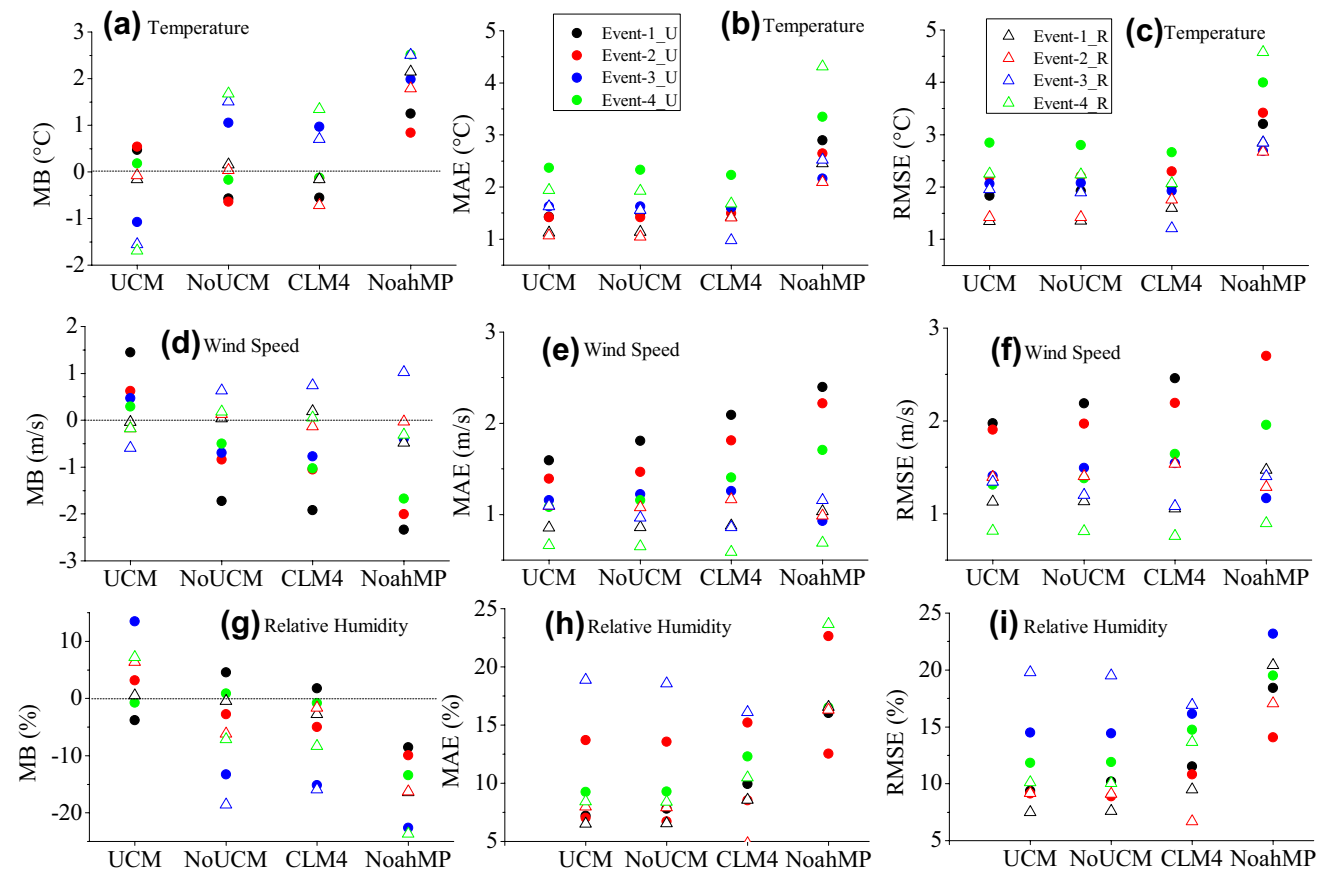 (a) Temperature
MB (°C)
3
2
1
0
-1
-2
UCM NoUCM CLM4 NoahMP
Event-1_U
Event-2_U
Event-3_U
Event-4_U
(b) Temperature
MAE (°C)
5
4
3
2
1
UCM NoUCM CLM4 NoahMP
Event-1_R
Event-2_R
Event-3_R
Event-4_R
(c) Temperature
RMSE (°C)
5
4
3
2
1
UCM NoUCM CLM4 NoahMP
(d) Wind Speed
MB (m/s)
2
1
0
-1
-2
-3
UCM NoUCM CLM4 NoahMP
(e) Wind Speed
MAE (m/s)
3
2
1
UCM NoUCM CLM4 NoahMP
(f) Wind Speed
RMSE (m/s)
3
2
1
UCM NoUCM CLM4 NoahMP
(g) Relative Humidity
MB (%)
10
0
-10
-20
UCM NoUCM CLM4 NoahMP
(h) Relative Humidity
MAE (%)
25
20
15
10
5
UCM NoUCM CLM4 NoahMP
(i) Relative Humidity
RMSE (%)
25
20
15
10
5
UCM NoUCM CLM4 NoahMP